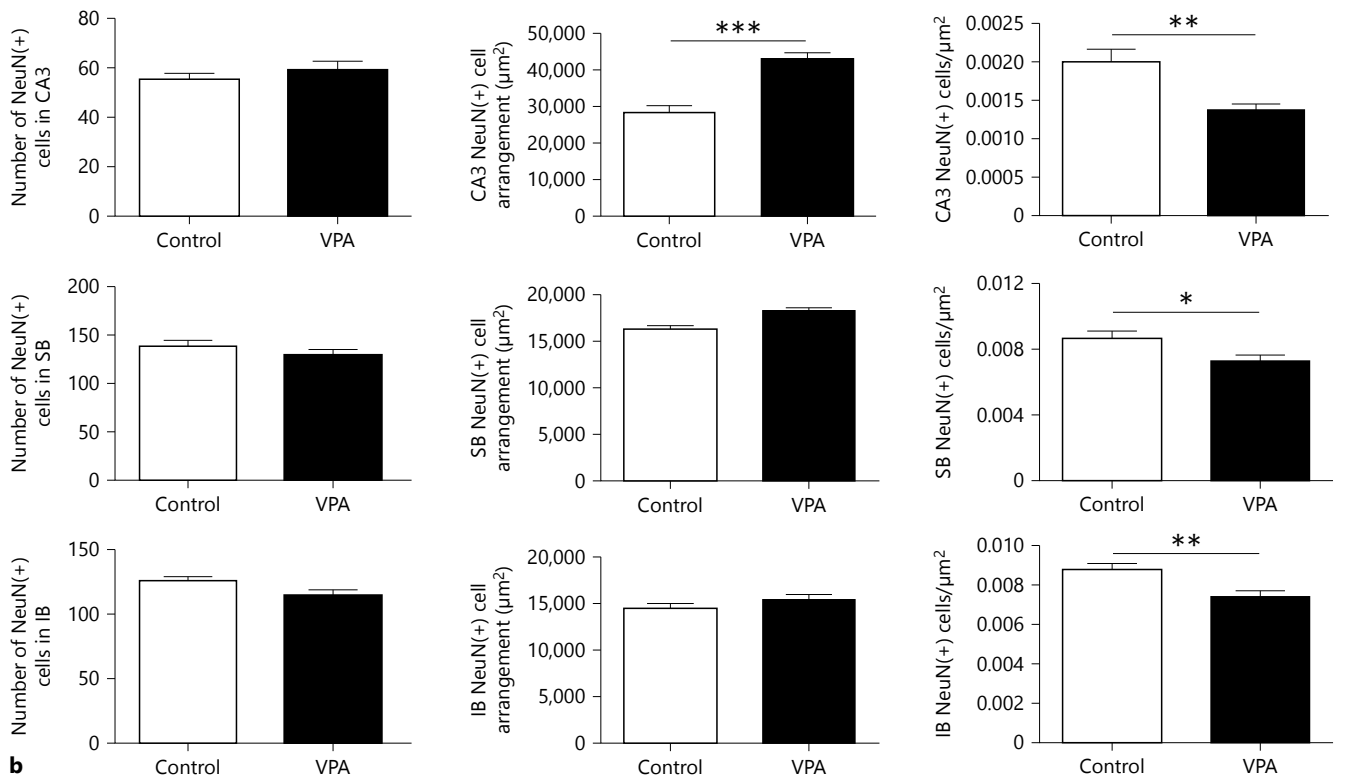 Number of NeuN(+)
cells in CA3
80
60
40
20
0
Control VPA
CA3 NeuN(+) cell
arrangement (µm²)
50,000
40,000
30,000
20,000
10,000
0
***
Control VPA
CA3 NeuN(+) cells/µm²
0.0025
0.0020
0.0015
0.0010
0.0005
0
**
Control VPA
Number of NeuN(+)
cells in SB
200
150
100
50
0
Control VPA
SB NeuN(+) cell
arrangement (µm²)
20,000
15,000
10,000
5,000
0
Control VPA
SB NeuN(+) cells/µm²
0.012
0.008
0.004
0
*
Control VPA
Number of NeuN(+)
cells in IB
150
100
50
0
Control VPA
IB NeuN(+) cell
arrangement (µm²)
20,000
15,000
10,000
5,000
0
Control VPA
IB NeuN(+) cells/µm²
0.010
0.008
0.006
0.004
0.002
0
**
Control VPA
b